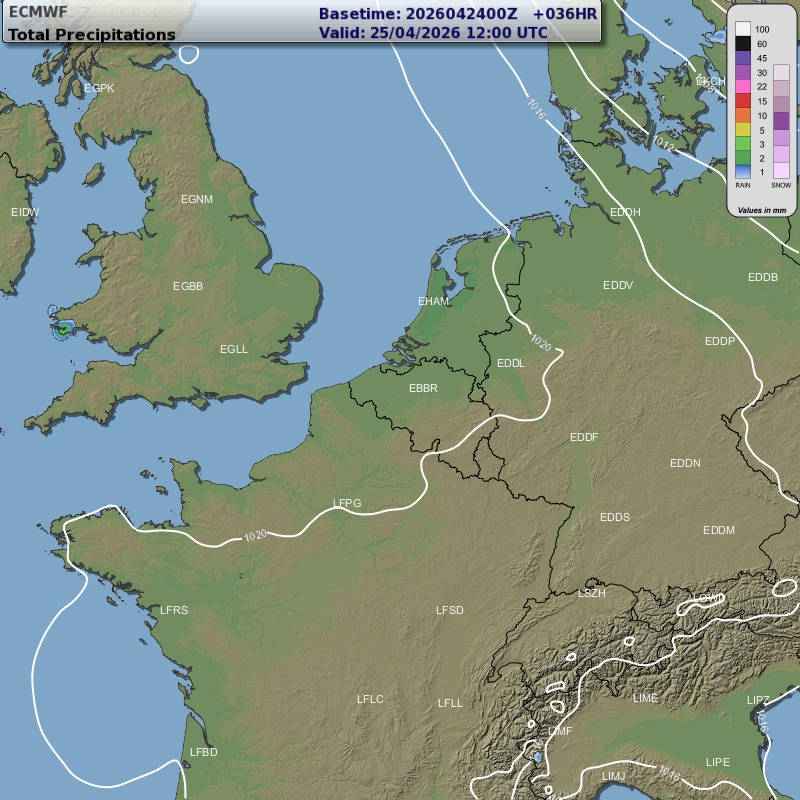 ECMWF
Basetime: 2026042400Z +036HR
Total Precipitations
Valid: 25/04/2026 12:00 UTC
100
60
45
30
22
15
10
5
3
2
1
RAIN SNOW
Values in mm
EGPK
EKCH
1016
1012
EGNM
EIDW
EDDH
EGBB
EDDV
EDDB
EHAM
EGLL
1020
EDDP
EDDL
EBBR
EDDF
EDDN
LFPG
EDDS
EDDM
1020
LSZH
LOWI
LFRS
LFSD
LFLC
LFLL
LIME
LIPZ
1016
LIMF
LFBD
LIPE
LIMJ
1016